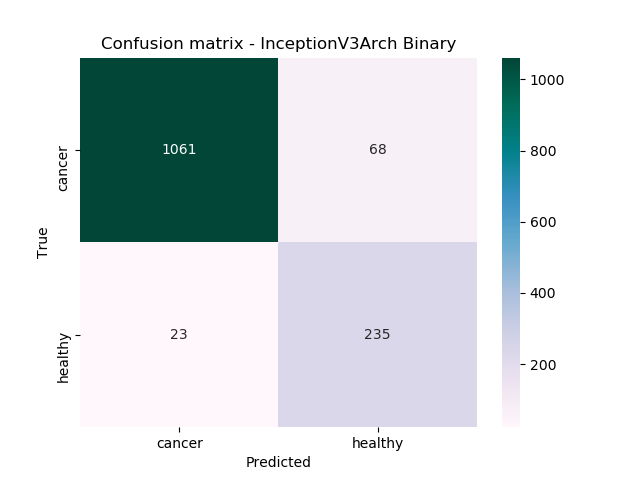 Confusion matrix - InceptionV3Arch Binary
True
cancer
healthy
1061
68
23
235
cancer
healthy
Predicted
1000
800
600
400
200